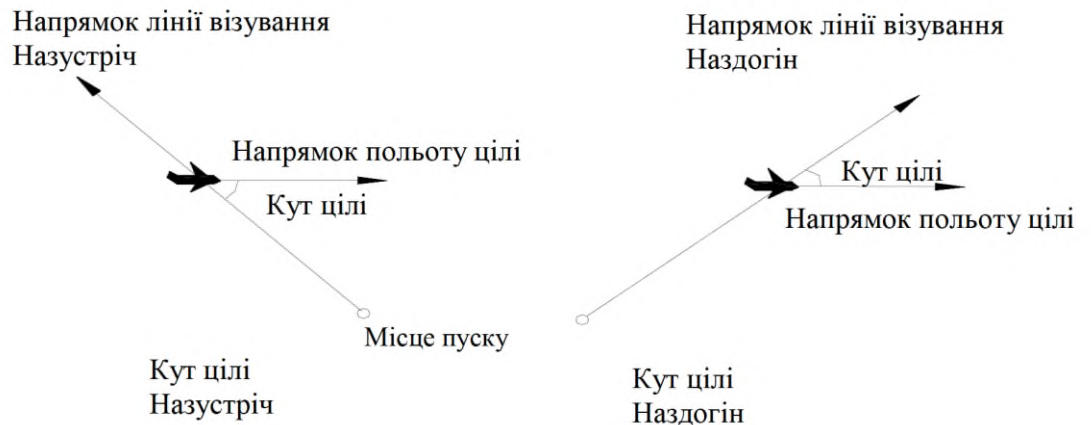 Напрямок лінії візування
Назустріч
Напрямок польоту цілі
Кут цілі
Місце пуску
Кут цілі
Назустріч
Напрямок лінії візування
Наздогін
Кут цілі
Напрямок польоту цілі
Кут цілі
Наздогін